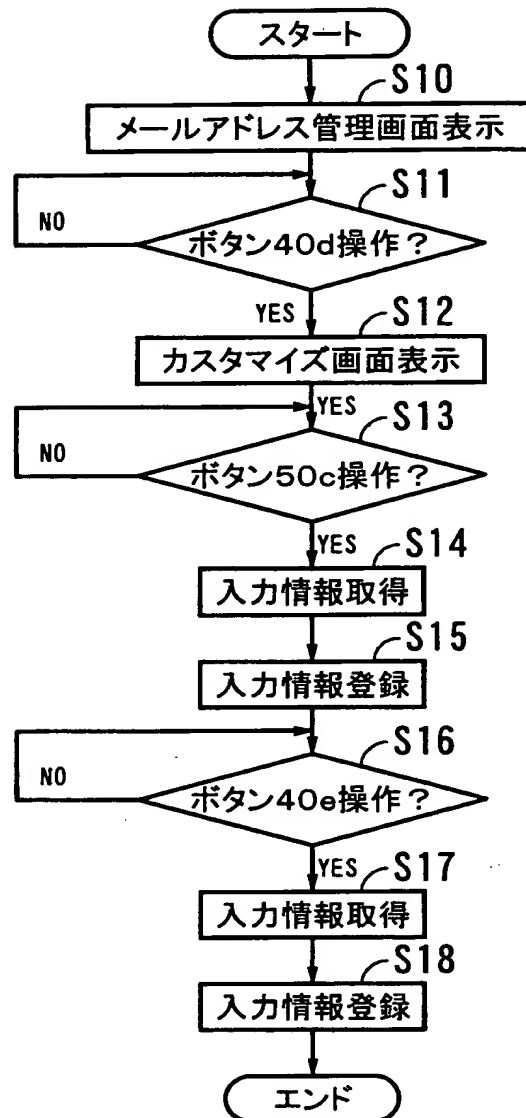 スタート
S10
メールアドレス管理画面表示
S11
NO
ボタン40d操作？
YES
S12
カスタマイズ画面表示
YES
S13
NO
ボタン50c操作？
YES
S14
入力情報取得
S15
入力情報登録
S16
NO
ボタン40e操作？
YES
S17
入力情報取得
S18
入力情報登録
エンド